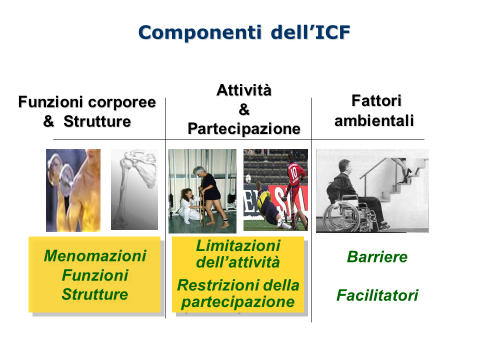 Componenti dell'ICF
Funzioni corporee
& Strutture
Attività
&
Partecipazione
Fattori
ambientali
Menomazioni
Funzioni
Strutture
Limitazioni
dell'attività
Restrizioni della
partecipazione
Barriere
Facilitatori